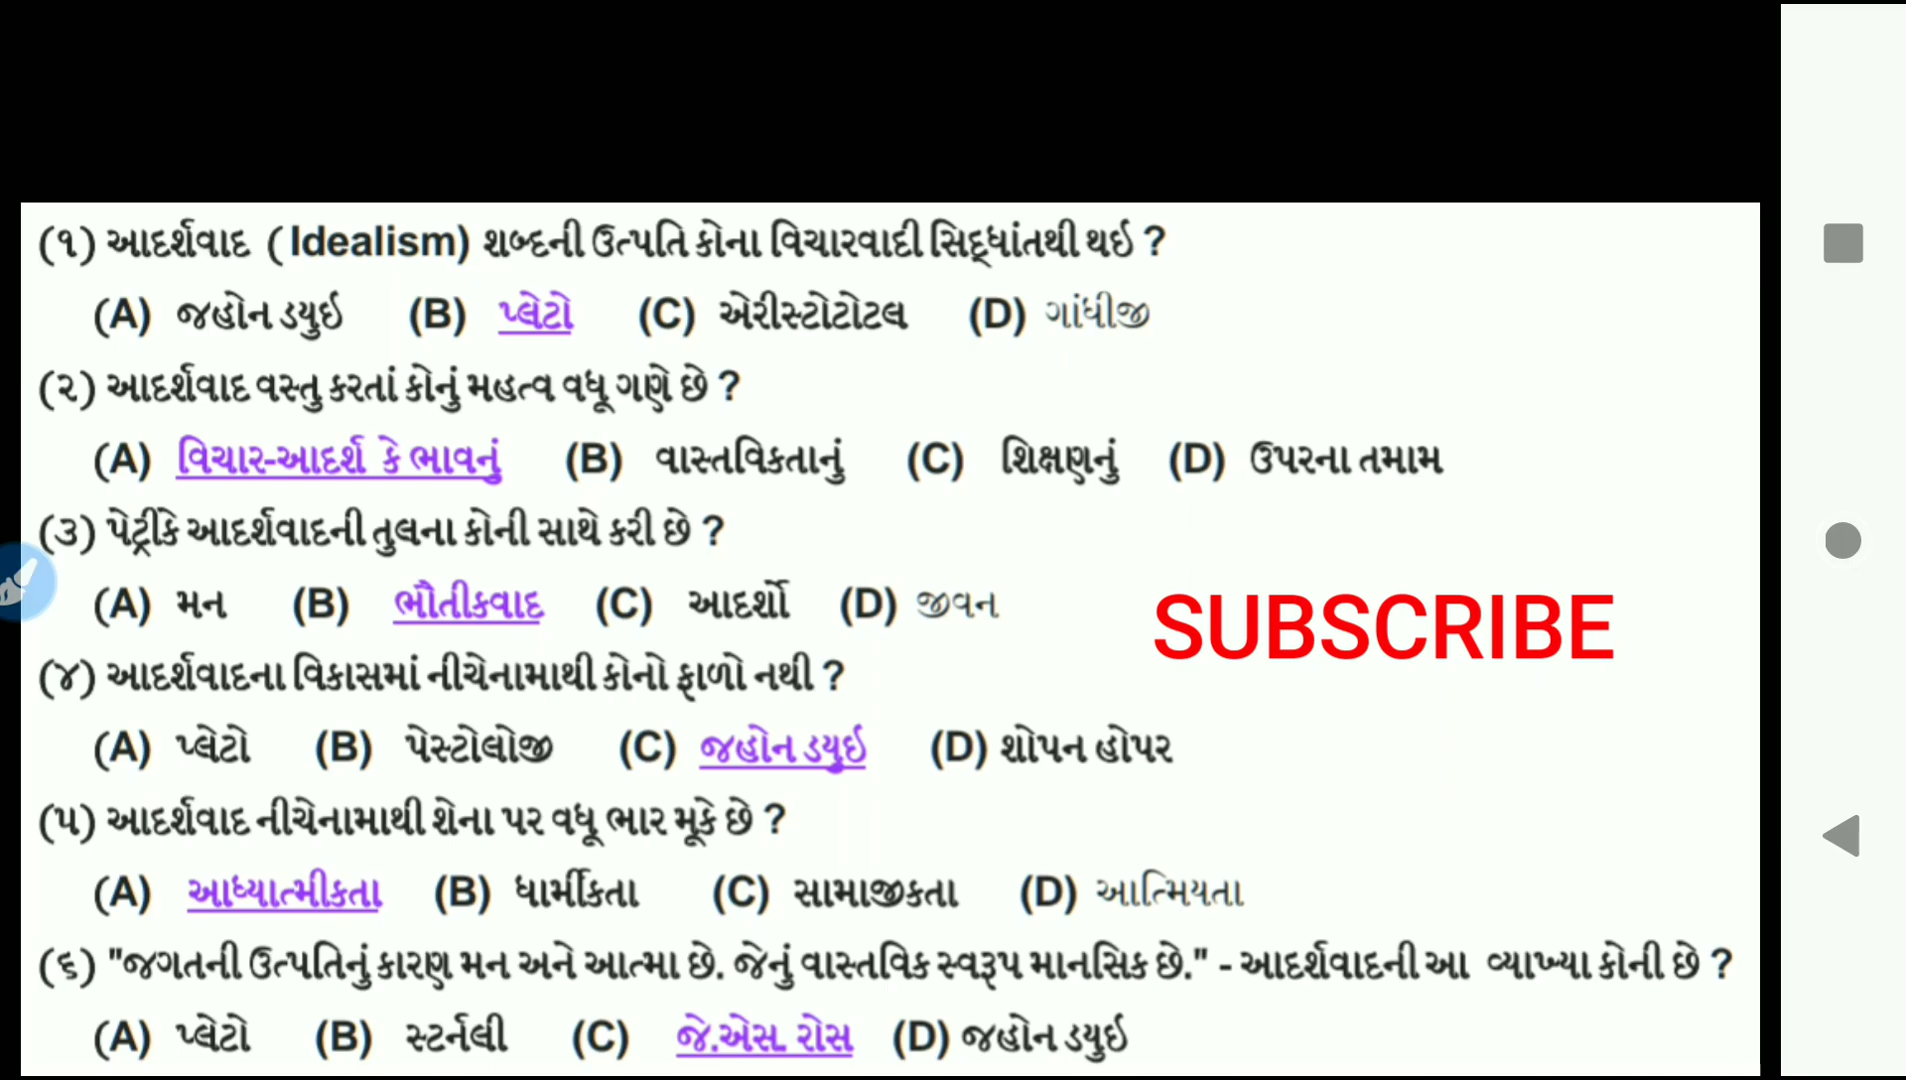 (૧) આદર્શવાદ ( Idealism) શબ્દની ઉત્પતિ કોના વિચારવાદી સિદ્ધાંતથી થઇ ?
(A) જહોન ડયુઇ (B) પ્લેટો (C) એરીસ્ટોટોટલ (D) ગાંધીજી
(૨) આદર્શવાદ વસ્તુ કરતાં કોનું મહત્વ વધૂ ગણે છે ?
(A) વિચાર-આદર્શ કે ભાવનું (B) વાસ્તવિકતાનું (C) શિક્ષણનું (D) ઉપરના તમામ
(૩) પેટ્રીકે આદર્શવાદની તુલના કોની સાથે કરી છે ?
(A) મન (B) ભૌતીકવાદ (C) આદર્શો (D) જીવન
SUBSCRIBE
(૪) આદર્શવાદના વિકાસમાં નીચેનામાથી કોનો ફાળો નથી ?
(A) પ્લેટો (B) પેસ્ટોલોજી (C) જહોન ડયુઇ (D) શોપન હોપર
(૫) આદર્શવાદ નીચેનામાથી શેના પર વધૂ ભાર મૂકે છે ?
(A) આધ્યાત્મીકતા (B) ધાર્મીકતા (C) સામાજીકતા (D) આત્મિયતા
(૬) "જગતની ઉત્પતિનું કારણ મન અને આત્મા છે. જેનું વાસ્તવિક સ્વરૂપ માનસિક છે." - આદર્શવાદની આ વ્યાખ્યા કોની છે ?
(A) પ્લેટો (B) સ્ટર્નલી (C) જે.એસ. રોસ (D) જહોન ડયુઇ